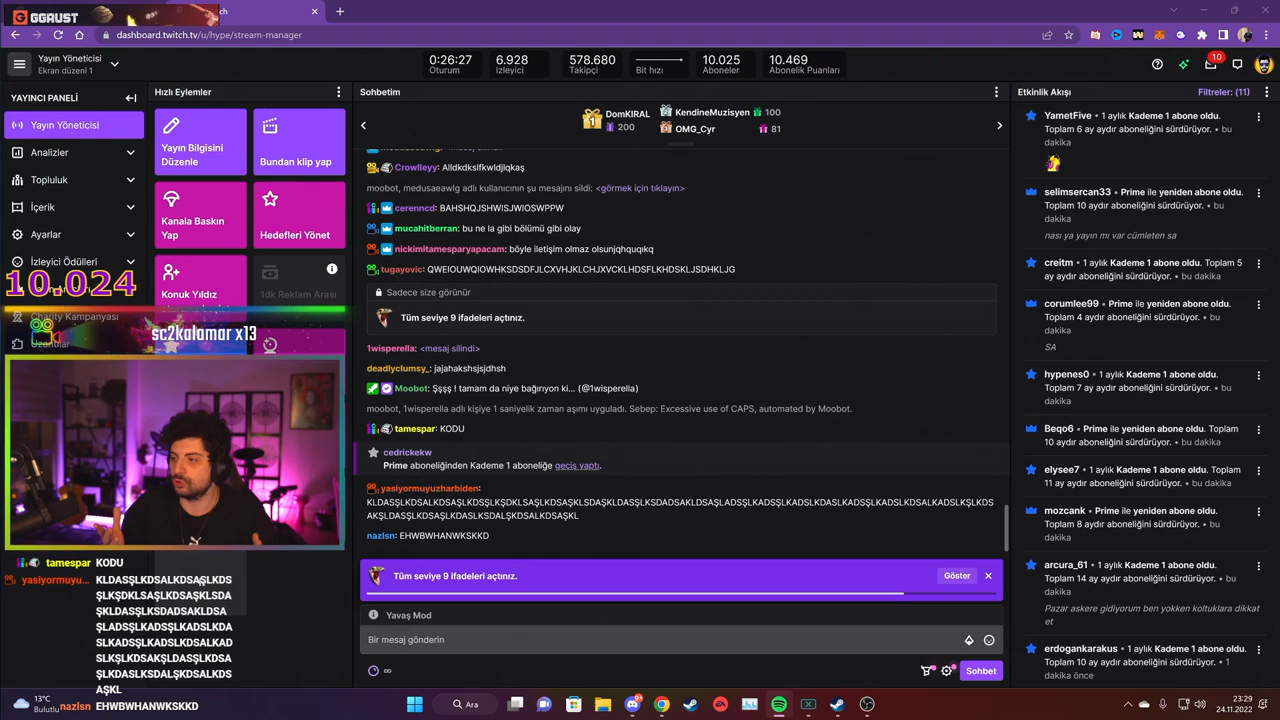 GGRUST
ch
dashboard.twitch.tv/u/hype/stream-manager
Yayın Yöneticisi
Ekran düzeni 1
0:26:27
Oturum
6.928
İzleyici
578.680
Takipçi
Bit hızı
10.025
Aboneler
10.469
Abonelik Puanları
10
YAYINCI PANELİ
Yayın Yöneticisi
Analizler
Topluluk
İçerik
Ayarlar
İzleyici Ödülleri
Charity Kampanyası
Uzantılar
10.024
sc2kalamar x13
Hızlı Eylemler
Yayın Bilgisini
Düzenle
Bundan klip yap
Kanala Baskın
Yap
Hedefleri Yönet
Konuk Yıldız
1dk Reklam Arası
tamespar KODU
yasiyormuyu... KLDASŞLKDSALKDSAŞLKDS
ŞLKŞDKLSAŞLKDSAŞKLSDA
ŞKLDASŞLKDSDADSAKLDSA
ŞLADSŞLKADSŞLKADSLKDA
SLKADSŞLKADSLKDSALKAD
SLKŞLKDSAKŞLDASŞLKDSA
ŞLKDASLKSDALŞKDSALKDS
AŞKL
nazlsn EHWBWHANWKSKKD
Sohbetim
1
DomKIRAL
200
KendineMuzisyen 100
OMG_Cyr 81
Crowlleyy: Alldkdkslfkwldjlqkaş
moobot, medusaeawlg adlı kullanıcının şu mesajını sildi: <görmek için tıklayın>
cerenncd: BAHSHQJSHWISJWIOSWPPW
mucahitberran: bu ne la gibi bölümü gibi olay
nickimitamesparyapacam: böyle iletişim olmaz olsunjqhquqkq
tugayovic: QWEIOUWQIOWHKSDSDFJLCXVHJKLCHJXVCKLHDSFLKHDSKLJSDHKLJG
Sadece size görünür
Tüm seviye 9 ifadeleri açtınız.
1wisperella: <mesaj silindi>
deadlyclumsy_: jajahakshsjsjdhsh
Moobot: Şşşş ! tamam da niye bağırıyon ki... (@1wisperella)
moobot, 1wisperella adlı kişiye 1 saniyelik zaman aşımı uyguladı. Sebep: Excessive use of CAPS, automated by Moobot.
tamespar: KODU
cedrickekw
Prime aboneliğinden Kademe 1 aboneliğe geçiş yaptı.
yasiyormuyuzharbiden:
KLDASŞLKDSALKDSAŞLKDSŞLKŞDKLSAŞLKDSAŞKLSDAŞKLDASŞLKSDADSAKLDSAŞLADSŞLKADSŞLKADSLKDASLKADSŞLKADSLKDSALKADSLKŞLKDS
AKŞLDASŞLKDSAŞLKDASLKSDALŞKDSALKDSAŞKL
nazlsn: EHWBWHANWKSKKD
Tüm seviye 9 ifadeleri açtınız.
Göster
Yavaş Mod
Bir mesaj gönderin
∞
Sohbet
Etkinlik Akışı
Filtreler: (11)
YametFive • 1 aylık Kademe 1 abone oldu.
Toplam 6 ay aboneliğini sürdürüyor. • bu
dakika
selimsercan33 • Prime ile yeniden abone oldu.
Toplam 10 aydır aboneliğini sürdürüyor. • bu
dakika
nası ya yayın mı var cümleten sa
creitm • 1 aylık Kademe 1 abone oldu. Toplam 5
ay aydır aboneliğini sürdürüyor. • bu dakika
corumlee99 • Prime ile yeniden abone oldu.
Toplam 4 aydır aboneliğini sürdürüyor. • bu
dakika
SA
hypenes0 • 1 aylık Kademe 1 abone oldu.
Toplam 7 ay aydır aboneliğini sürdürüyor. • bu
dakika
Beqo6 • Prime ile yeniden abone oldu. Toplam
10 aydır aboneliğini sürdürüyor. • bu dakika
elysee7 • 1 aylık Kademe 1 abone oldu. Toplam
11 ay aydır aboneliğini sürdürüyor. • bu dakika
mozcank • Prime ile yeniden abone oldu.
Toplam 8 aydır aboneliğini sürdürüyor. • bu
dakika
arcura_61 • 1 aylık Kademe 1 abone oldu.
Toplam 14 ay aydır aboneliğini sürdürüyor. • bu
dakika
Pazar askere gidiyorum ben yokken koltuklara dikkat
et
erdogankarakus • 1 aylık Kademe 1 abone oldu.
Toplam 10 ay aydır aboneliğini sürdürüyor. • 1
dakika önce
13°C
Bulutlu
Ara
23:29
24.11.2022